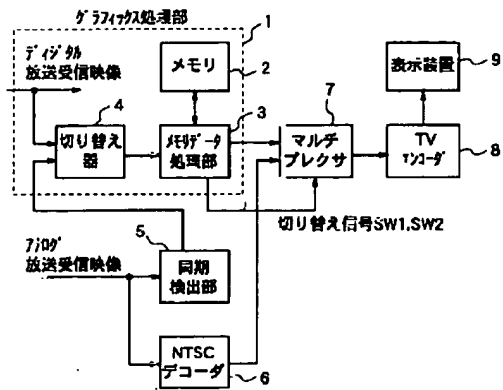 グラフィックス処理部
1
ディジタル
放送受信映像
メモリ
2
表示装置
9
4
切り替え
器
3
メモリデータ
処理部
7
マルチ
プレクサ
TV
エンコーダ
8
切り替え信号SW1,SW2
アナログ
放送受信映像
5
同期
検出部
NTSC
デコーダ
6